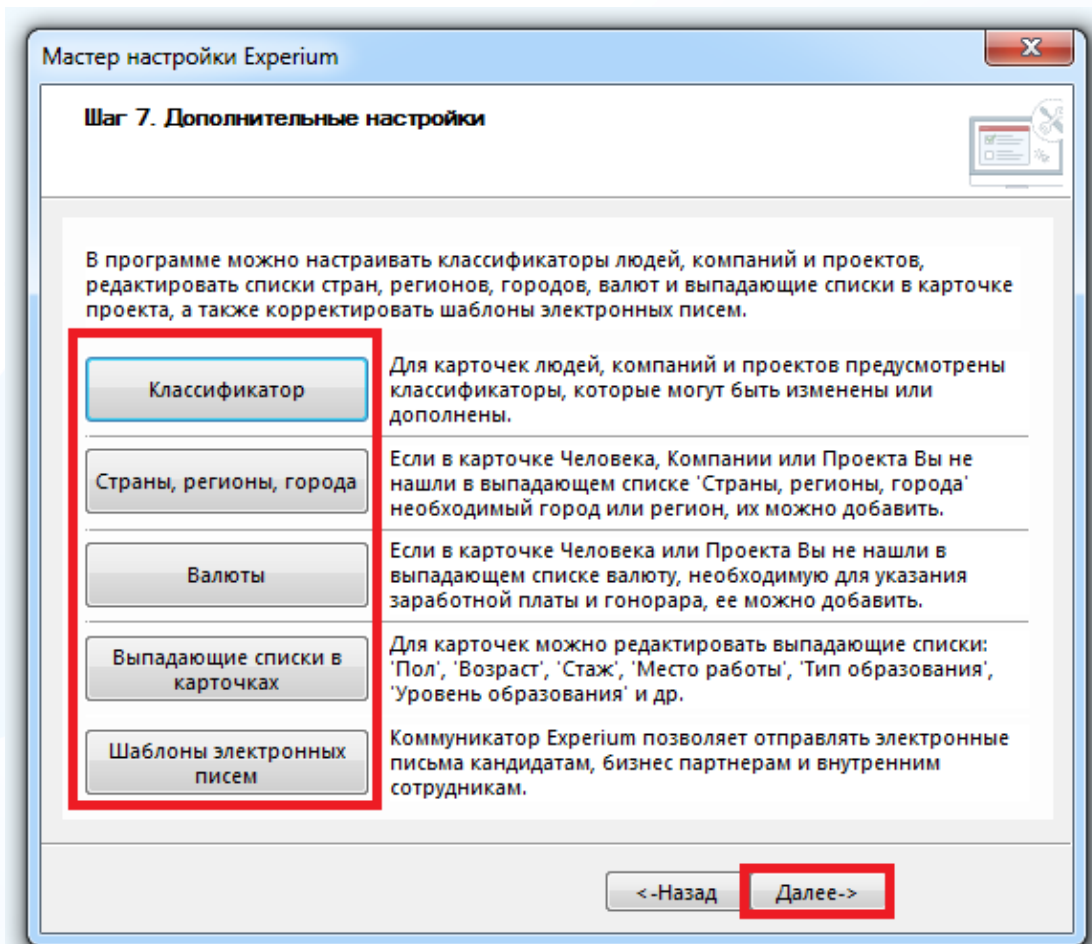 Мастер настройки Experium
Шаг 7. Дополнительные настройки
В программе можно настраивать классификаторы людей, компаний и проектов,
редактировать списки стран, регионов, городов, валют и выпадающие списки в карточке
проекта, а также корректировать шаблоны электронных писем.
Классификатор
Для карточек людей, компаний и проектов предусмотрены
классификаторы, которые могут быть изменены или
дополнены.
Страны, регионы, города
Если в карточке Человека, Компании или Проекта Вы не
нашли в выпадающем списке 'Страны, регионы, города'
необходимый город или регион, их можно добавить.
Валюты
Если в карточке Человека или Проекта Вы не нашли в
выпадающем списке валюту, необходимую для указания
заработной платы и гонорара, ее можно добавить.
Выпадающие списки в
карточках
Для карточек можно редактировать выпадающие списки:
'Пол', 'Возраст', 'Стаж', 'Место работы', 'Тип образования',
'Уровень образования' и др.
Шаблоны электронных
писем
Коммуникатор Experium позволяет отправлять электронные
письма кандидатам, бизнес партнерам и внутренним
сотрудникам.
<-Назад
Далее->